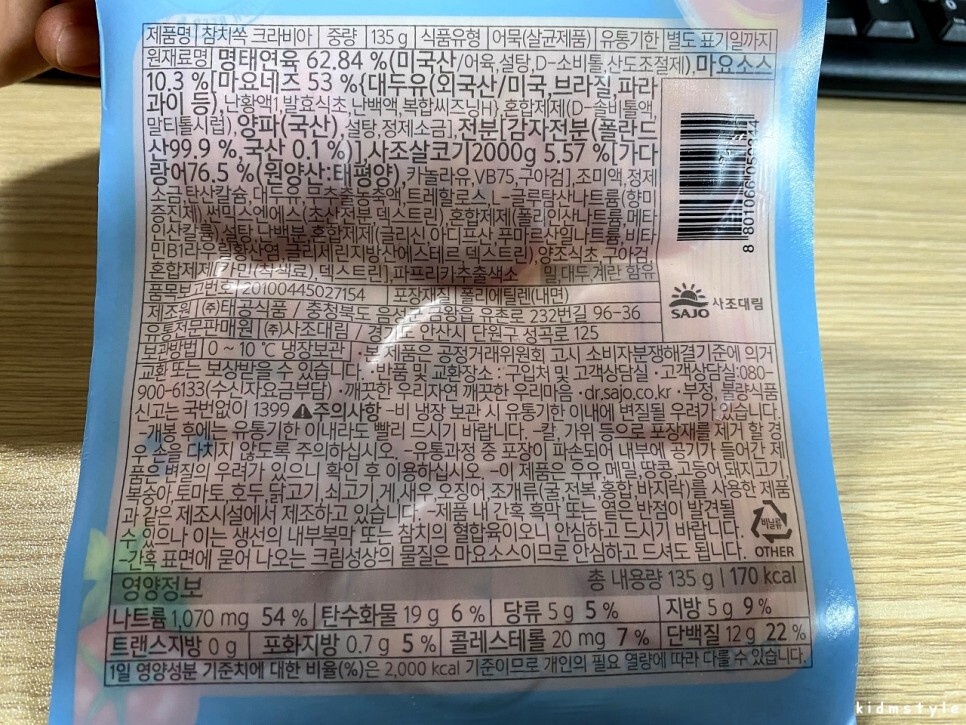 제품명 참치쏙 크라비아 중량 135 g 식품유형 어묵(살균제품) 유통기한 별도 표기일까지
원재료명 명태연육 62.84 %(미국산/어육,설탕,D-소비톨,산도조절제), 마요소스
10.3 %[마요네즈 53 %{대두유(외국산/미국,브라질,파라
과이 등), 난황액1,발효식초,난백액,복합씨즈닝H}, 혼합제제(D-솔비톨액,
말티톨시럽), 양파(국산), 설탕,정제소금], 전분[감자전분(폴란드
산99.9 %,국산 0.1 %)], 사조살코기2000g 5.57 %[가다
랑어76.5 %(원양산:태평양), 카놀라유,VB75,구아검], 조미액,정제
소금,탄산칼슘,대두유, 추출농축액,트레할로스,L-글루탐산나트륨(향미
증진제),썬믹스엔에스(초산전분,덱스트린),혼합제제(폴리인산나트륨,메타
인산칼륨),설탕,난백분,혼합제제(글리신,아디프산,푸마르산일나트륨,비타
민B1라우릴황산염,글리세린지방산에스테르,덱스트린),양조식초,구아검,
혼합제제[카민(착색료),덱스트린],파프리카추출색소 밀,대두,계란 함유
품목보고번호 20100445027154 포장재질 폴리에틸렌(내면)
제조원 (주)태공식품 / 충청북도 음성군 금왕읍 유촌로 232번길 96-36
유통전문판매원 (주)사조대림 / 경기도 안산시 단원구 성곡로 125
8 801066
SAJO 사조대림
보관방법 0 ~ 10 ℃ 냉장보관 · 본 제품은 공정거래위원회 고시 소비자분쟁해결기준에 의거
교환 또는 보상받을 수 있습니다. · 반품 및 교환장소 : 구입처 및 고객상담실 · 고객상담실:080-
900-6133(수신자요금부담) · 깨끗한 우리자연 깨끗한 우리마음 · dr.sajo.co.kr · 부정, 불량식품
신고는 국번없이 1399 ⚠주의사항 -비 냉장 보관 시 유통기한 이내에 변질될 우려가 있습니다.
-개봉 후에는 유통기한 이내라도 빨리 드시기 바랍니다. -칼, 가위 등으로 포장재를 제거 할 경
우 손을 다치지 않도록 주의하십시오. -유통과정 중 포장이 파손되어 내부에 공기가 들어간 제
품은 변질의 우려가 있으니 확인 후 이용하십시오. -이 제품은 우유,메밀,땅콩,고등어,돼지고기,
복숭아,토마토,호두,닭고기,쇠고기,게,새우,오징어,조개류(굴,전복,홍합,바지락)를 사용한 제품
과 같은 제조시설에서 제조하고 있습니다. -제품 내 간혹 흑막 또는 옅은 반점이 발견될
수 있으나 이는 생선의 내부복막 또는 참치의 혈합육이오니 안심하고 드시기 바랍니다.
-간혹 표면에 묻어 나오는 크림성상의 물질은 마요소스이므로 안심하고 드셔도 됩니다.
비닐류
OTHER
영양정보 총 내용량 135 g | 170 kcal
나트륨 1,070 mg 54 % 탄수화물 19 g 6 % 당류 5 g 5 % 지방 5 g 9 %
트랜스지방 0 g 포화지방 0.7 g 5 % 콜레스테롤 20 mg 7 % 단백질 12 g 22 %
1일 영양성분 기준치에 대한 비율(%)은 2,000 kcal 기준이므로 개인의 필요 열량에 따라 다를 수 있습니다.
kidmstyle